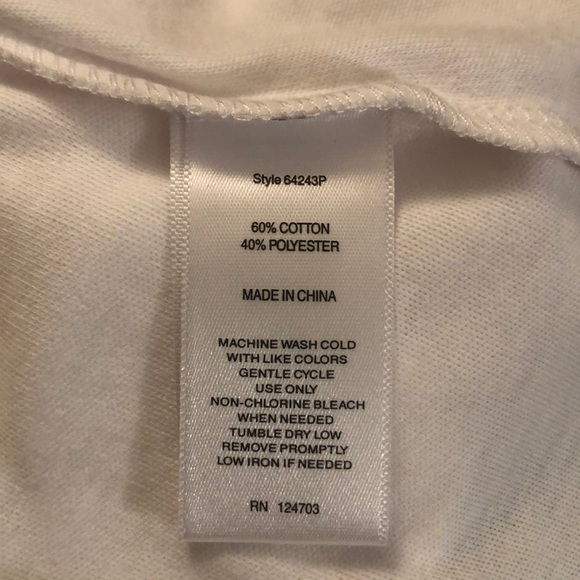 Style 64243P
60% COTTON
40% POLYESTER
MADE IN CHINA
MACHINE WASH COLD
WITH LIKE COLORS
GENTLE CYCLE
USE ONLY
NON-CHLORINE BLEACH
WHEN NEEDED
TUMBLE DRY LOW
REMOVE PROMPTLY
LOW IRON IF NEEDED
RN 124703